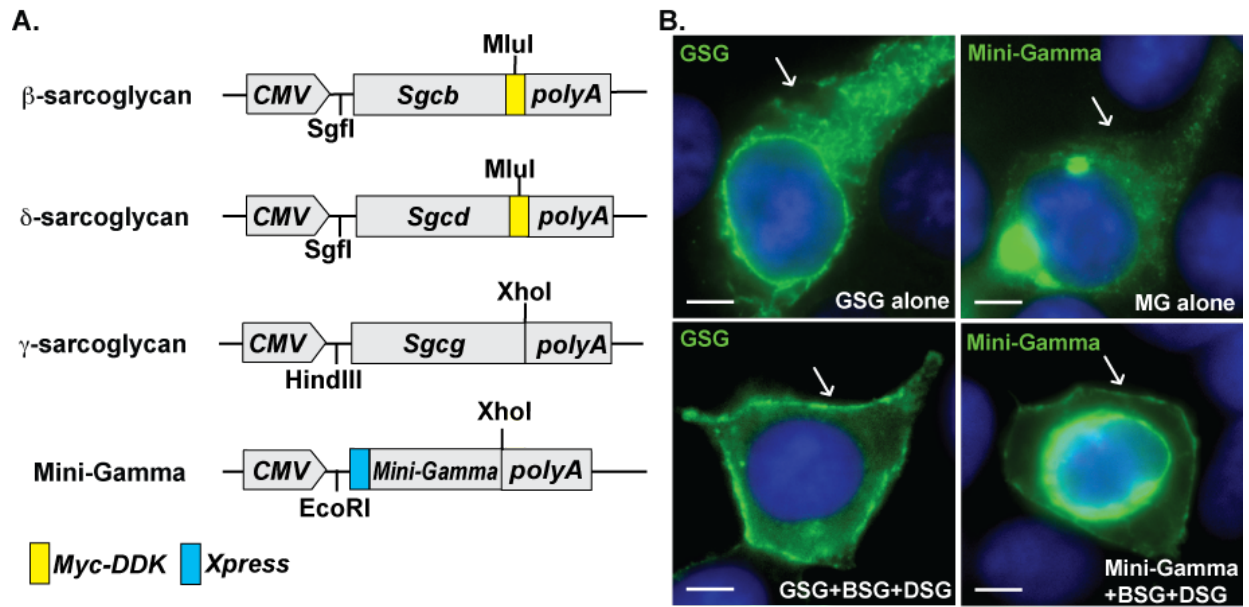 A.
MluI
β-sarcoglycan
CMV
Sgcb
polyA
SgfI
MluI
δ-sarcoglycan
CMV
Sgcd
polyA
SgfI
XhoI
γ-sarcoglycan
CMV
Sgcg
polyA
HindIII
XhoI
Mini-Gamma
CMV
Mini-Gamma
polyA
EcoRI
Myc-DDK
Xpress
B.
GSG
GSG alone
Mini-Gamma
MG alone
GSG
GSG+BSG+DSG
Mini-Gamma
Mini-Gamma
+BSG+DSG